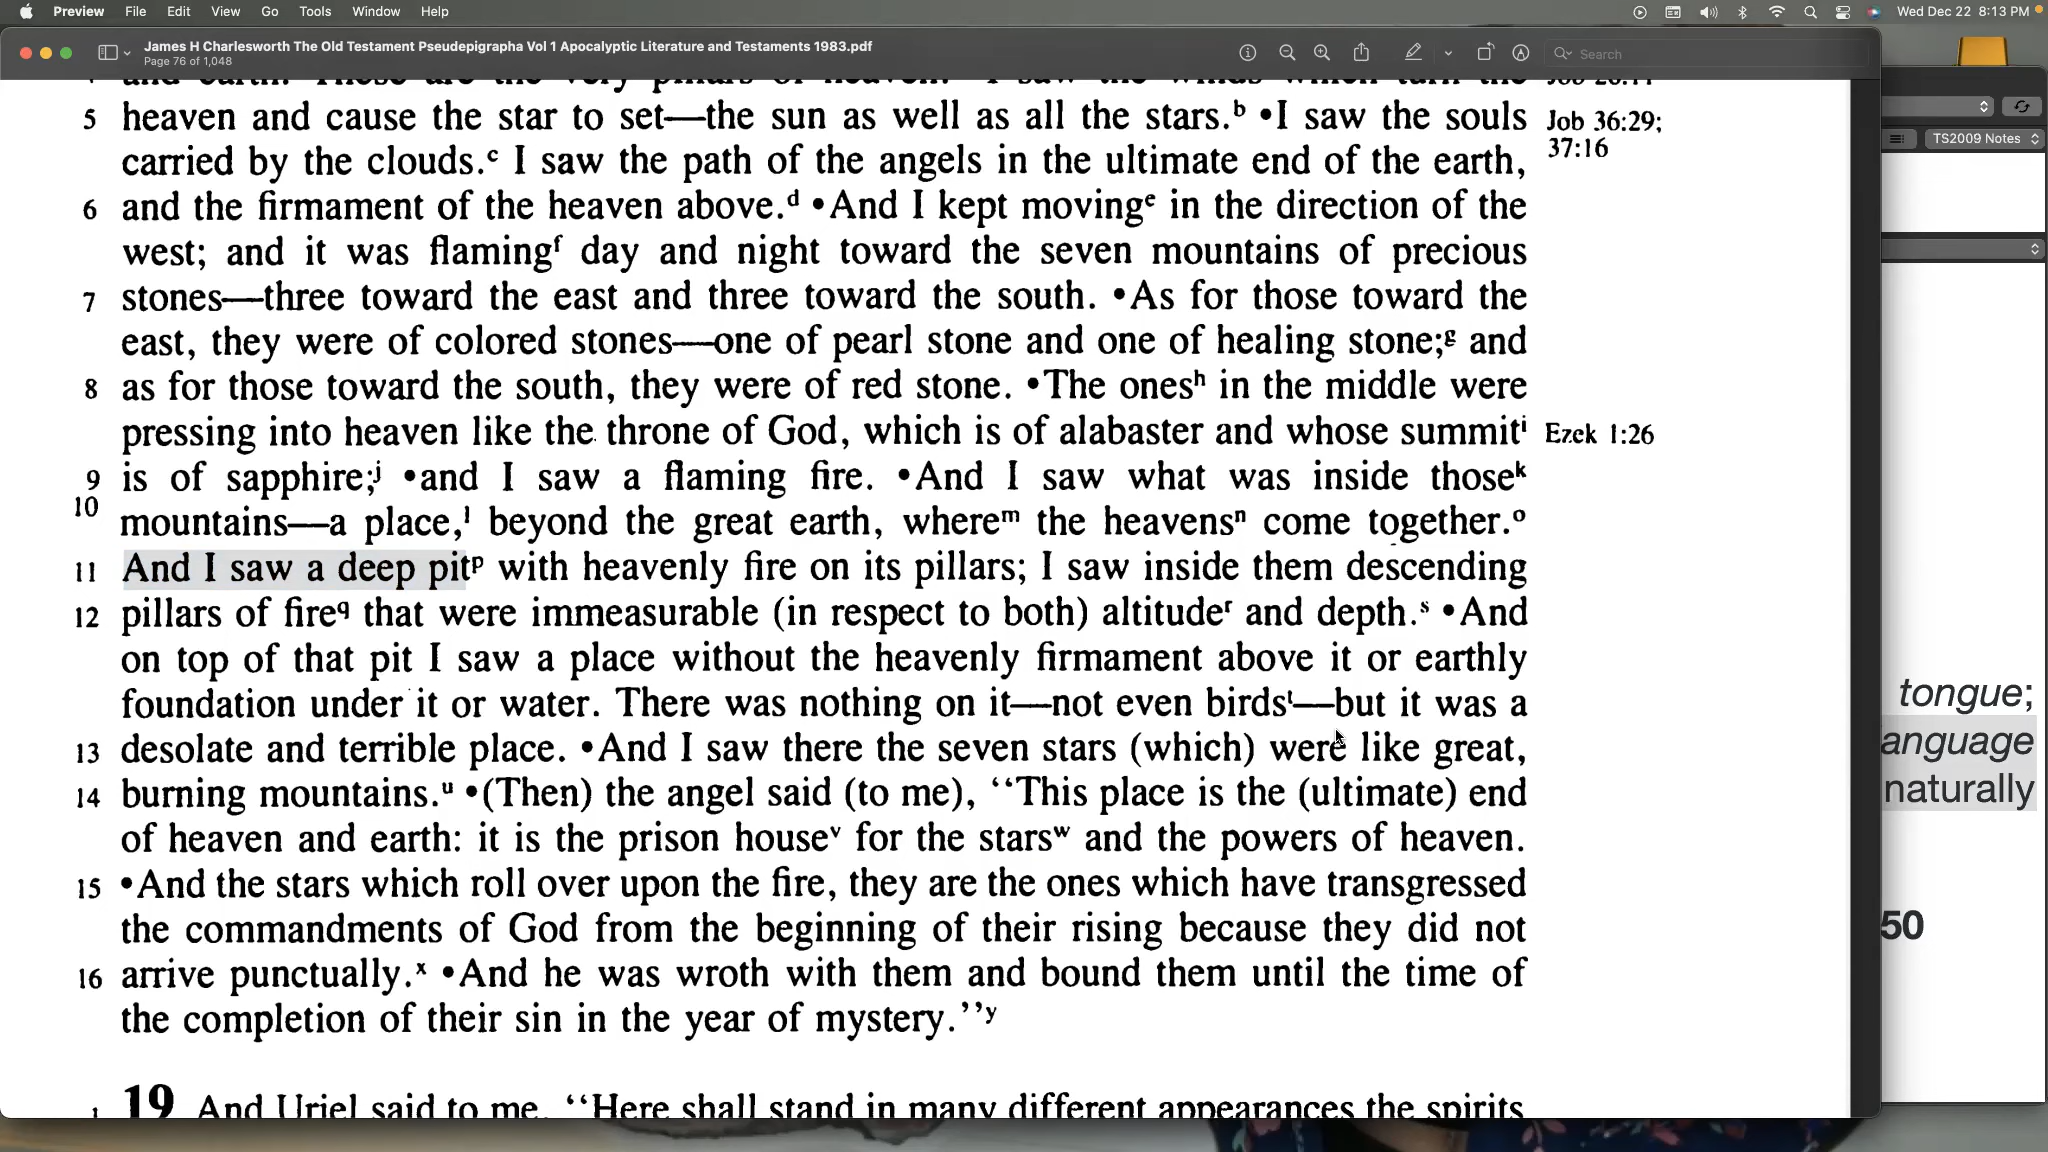 Preview File Edit View Go Tools Window Help
Wed Dec 22 8:13 PM
James H Charlesworth The Old Testament Pseudepigrapha Vol 1 Apocalyptic Literature and Testaments 1983.pdf
Page 76 of 1,048
Search
TS2009 Notes
5 heaven and cause the star to set—the sun as well as all the stars.ᵇ •I saw the souls Job 36:29;
carried by the clouds.ᶜ I saw the path of the angels in the ultimate end of the earth, 37:16
6 and the firmament of the heaven above.ᵈ •And I kept movingᵉ in the direction of the
west; and it was flamingᶠ day and night toward the seven mountains of precious
7 stones—three toward the east and three toward the south. •As for those toward the
east, they were of colored stones—one of pearl stone and one of healing stone;ᵍ and
8 as for those toward the south, they were of red stone. •The onesʰ in the middle were
pressing into heaven like the throne of God, which is of alabaster and whose summitⁱ Ezek 1:26
9 is of sapphire;ʲ •and I saw a flaming fire. •And I saw what was inside thoseᵏ
10 mountains—a place,ˡ beyond the great earth, whereᵐ the heavensⁿ come together.ᵒ
11 And I saw a deep pitᵖ with heavenly fire on its pillars; I saw inside them descending
12 pillars of fire𐞥 that were immeasurable (in respect to both) altitudeʳ and depth.ˢ •And
on top of that pit I saw a place without the heavenly firmament above it or earthly
foundation under it or water. There was nothing on it—not even birdsᵗ—but it was a
13 desolate and terrible place. •And I saw there the seven stars (which) were like great,
14 burning mountains.ᵘ •(Then) the angel said (to me), “This place is the (ultimate) end
of heaven and earth: it is the prison houseᵛ for the starsʷ and the powers of heaven.
15 •And the stars which roll over upon the fire, they are the ones which have transgressed
the commandments of God from the beginning of their rising because they did not
16 arrive punctually.ˣ •And he was wroth with them and bound them until the time of
the completion of their sin in the year of mystery.”ʸ
1 19 And Uriel said to me, “Here shall stand in many different appearances the spirits
tongue;
anguage
naturally
50